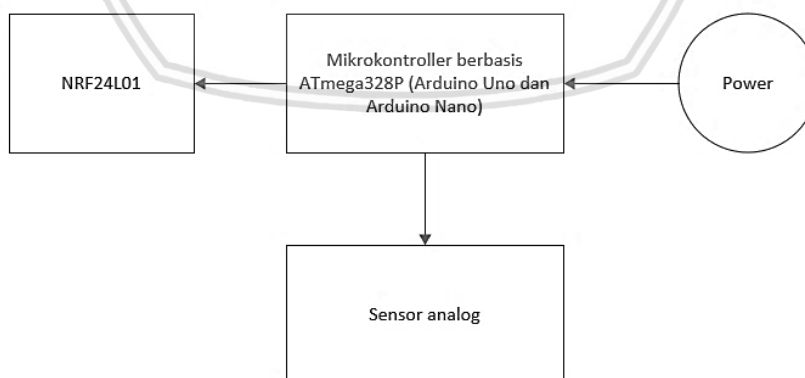 NRF24L01
Mikrokontroller berbasis
ATmega328P (Arduino Uno dan
Arduino Nano)
Power
Sensor analog